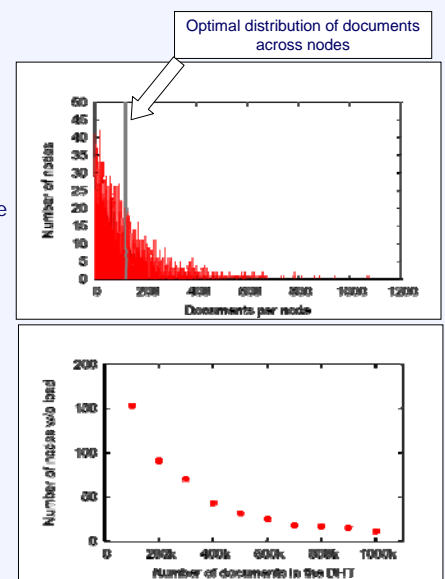 Optimal distribution of documents
across nodes
50
45
40
35
30
25
20
15
10
5
0
Number of nodes
0 200 400 600 800 1000 1200
Documents per node
e
200
150
100
50
0
Number of nodes w/o load
0 200k 400k 600k 800k 1000k
Number of documents in the DHT